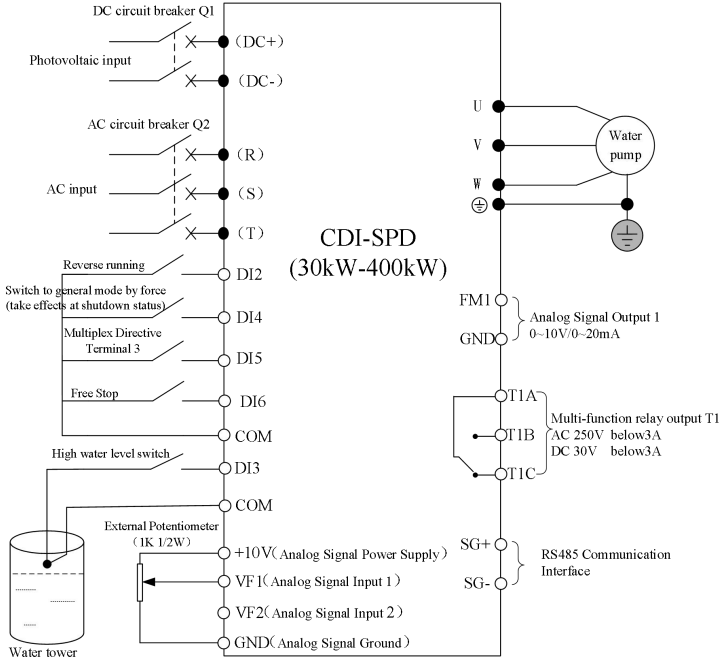 DC circuit breaker Q1
(DC+)
Photovoltaic input
(DC-)
AC circuit breaker Q2
(R)
AC input
(S)
(T)
Reverse running
DI2
Switch to general mode by force
(take effects at shutdown status)
DI4
Multiplex Directive
Terminal 3
DI5
Free Stop
DI6
COM
High water level switch
DI3
COM
External Potentiometer
(1K 1/2W)
+10V(Analog Signal Power Supply)
VF1(Analog Signal Input 1)
VF2(Analog Signal Input 2)
GND(Analog Signal Ground)
Water tower
CDI-SPD
(30kW-400kW)
U
V
W
Water
pump
FM1
GND
Analog Signal Output 1
0~10V/0~20mA
T1A
T1B
T1C
Multi-function relay output T1
AC 250V below3A
DC 30V below3A
SG+
SG-
RS485 Communication
Interface